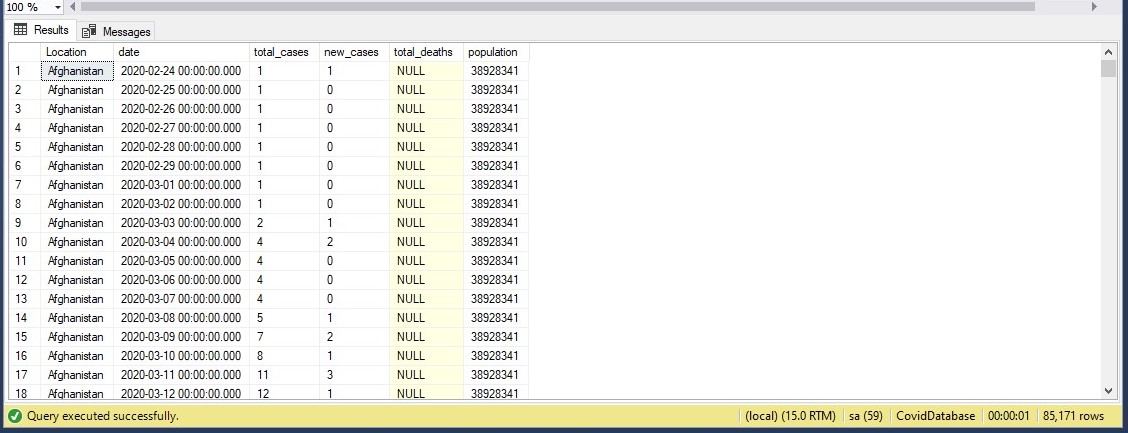 100 %
Results Messages
Location date total_cases new_cases total_deaths population
1 Afghanistan 2020-02-24 00:00:00.000 1 1 NULL 38928341
2 Afghanistan 2020-02-25 00:00:00.000 1 0 NULL 38928341
3 Afghanistan 2020-02-26 00:00:00.000 1 0 NULL 38928341
4 Afghanistan 2020-02-27 00:00:00.000 1 0 NULL 38928341
5 Afghanistan 2020-02-28 00:00:00.000 1 0 NULL 38928341
6 Afghanistan 2020-02-29 00:00:00.000 1 0 NULL 38928341
7 Afghanistan 2020-03-01 00:00:00.000 1 0 NULL 38928341
8 Afghanistan 2020-03-02 00:00:00.000 1 0 NULL 38928341
9 Afghanistan 2020-03-03 00:00:00.000 2 1 NULL 38928341
10 Afghanistan 2020-03-04 00:00:00.000 4 2 NULL 38928341
11 Afghanistan 2020-03-05 00:00:00.000 4 0 NULL 38928341
12 Afghanistan 2020-03-06 00:00:00.000 4 0 NULL 38928341
13 Afghanistan 2020-03-07 00:00:00.000 4 0 NULL 38928341
14 Afghanistan 2020-03-08 00:00:00.000 5 1 NULL 38928341
15 Afghanistan 2020-03-09 00:00:00.000 7 2 NULL 38928341
16 Afghanistan 2020-03-10 00:00:00.000 8 1 NULL 38928341
17 Afghanistan 2020-03-11 00:00:00.000 11 3 NULL 38928341
18 Afghanistan 2020-03-12 00:00:00.000 12 1 NULL 38928341
Query executed successfully. (local) (15.0 RTM) sa (59) CovidDatabase 00:00:01 85,171 rows